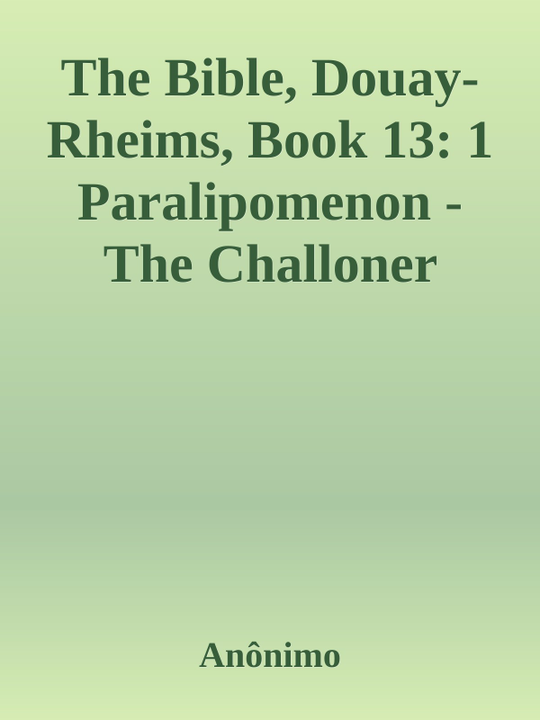 The Bible, Douay-
Rheims, Book 13: 1
Paralipomenon -
The Challoner
Anônimo